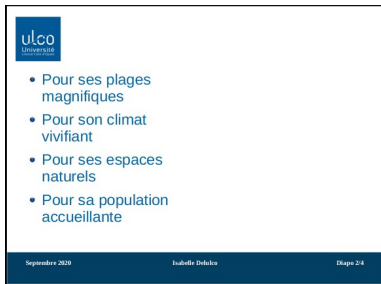 ulco
Université
Pour ses plages
magnifiques
Pour son climat
vivifiant
Pour ses espaces
naturels
Pour sa population
accueillante
Septembre 2020 Isabelle Delulco Diapo 2/4